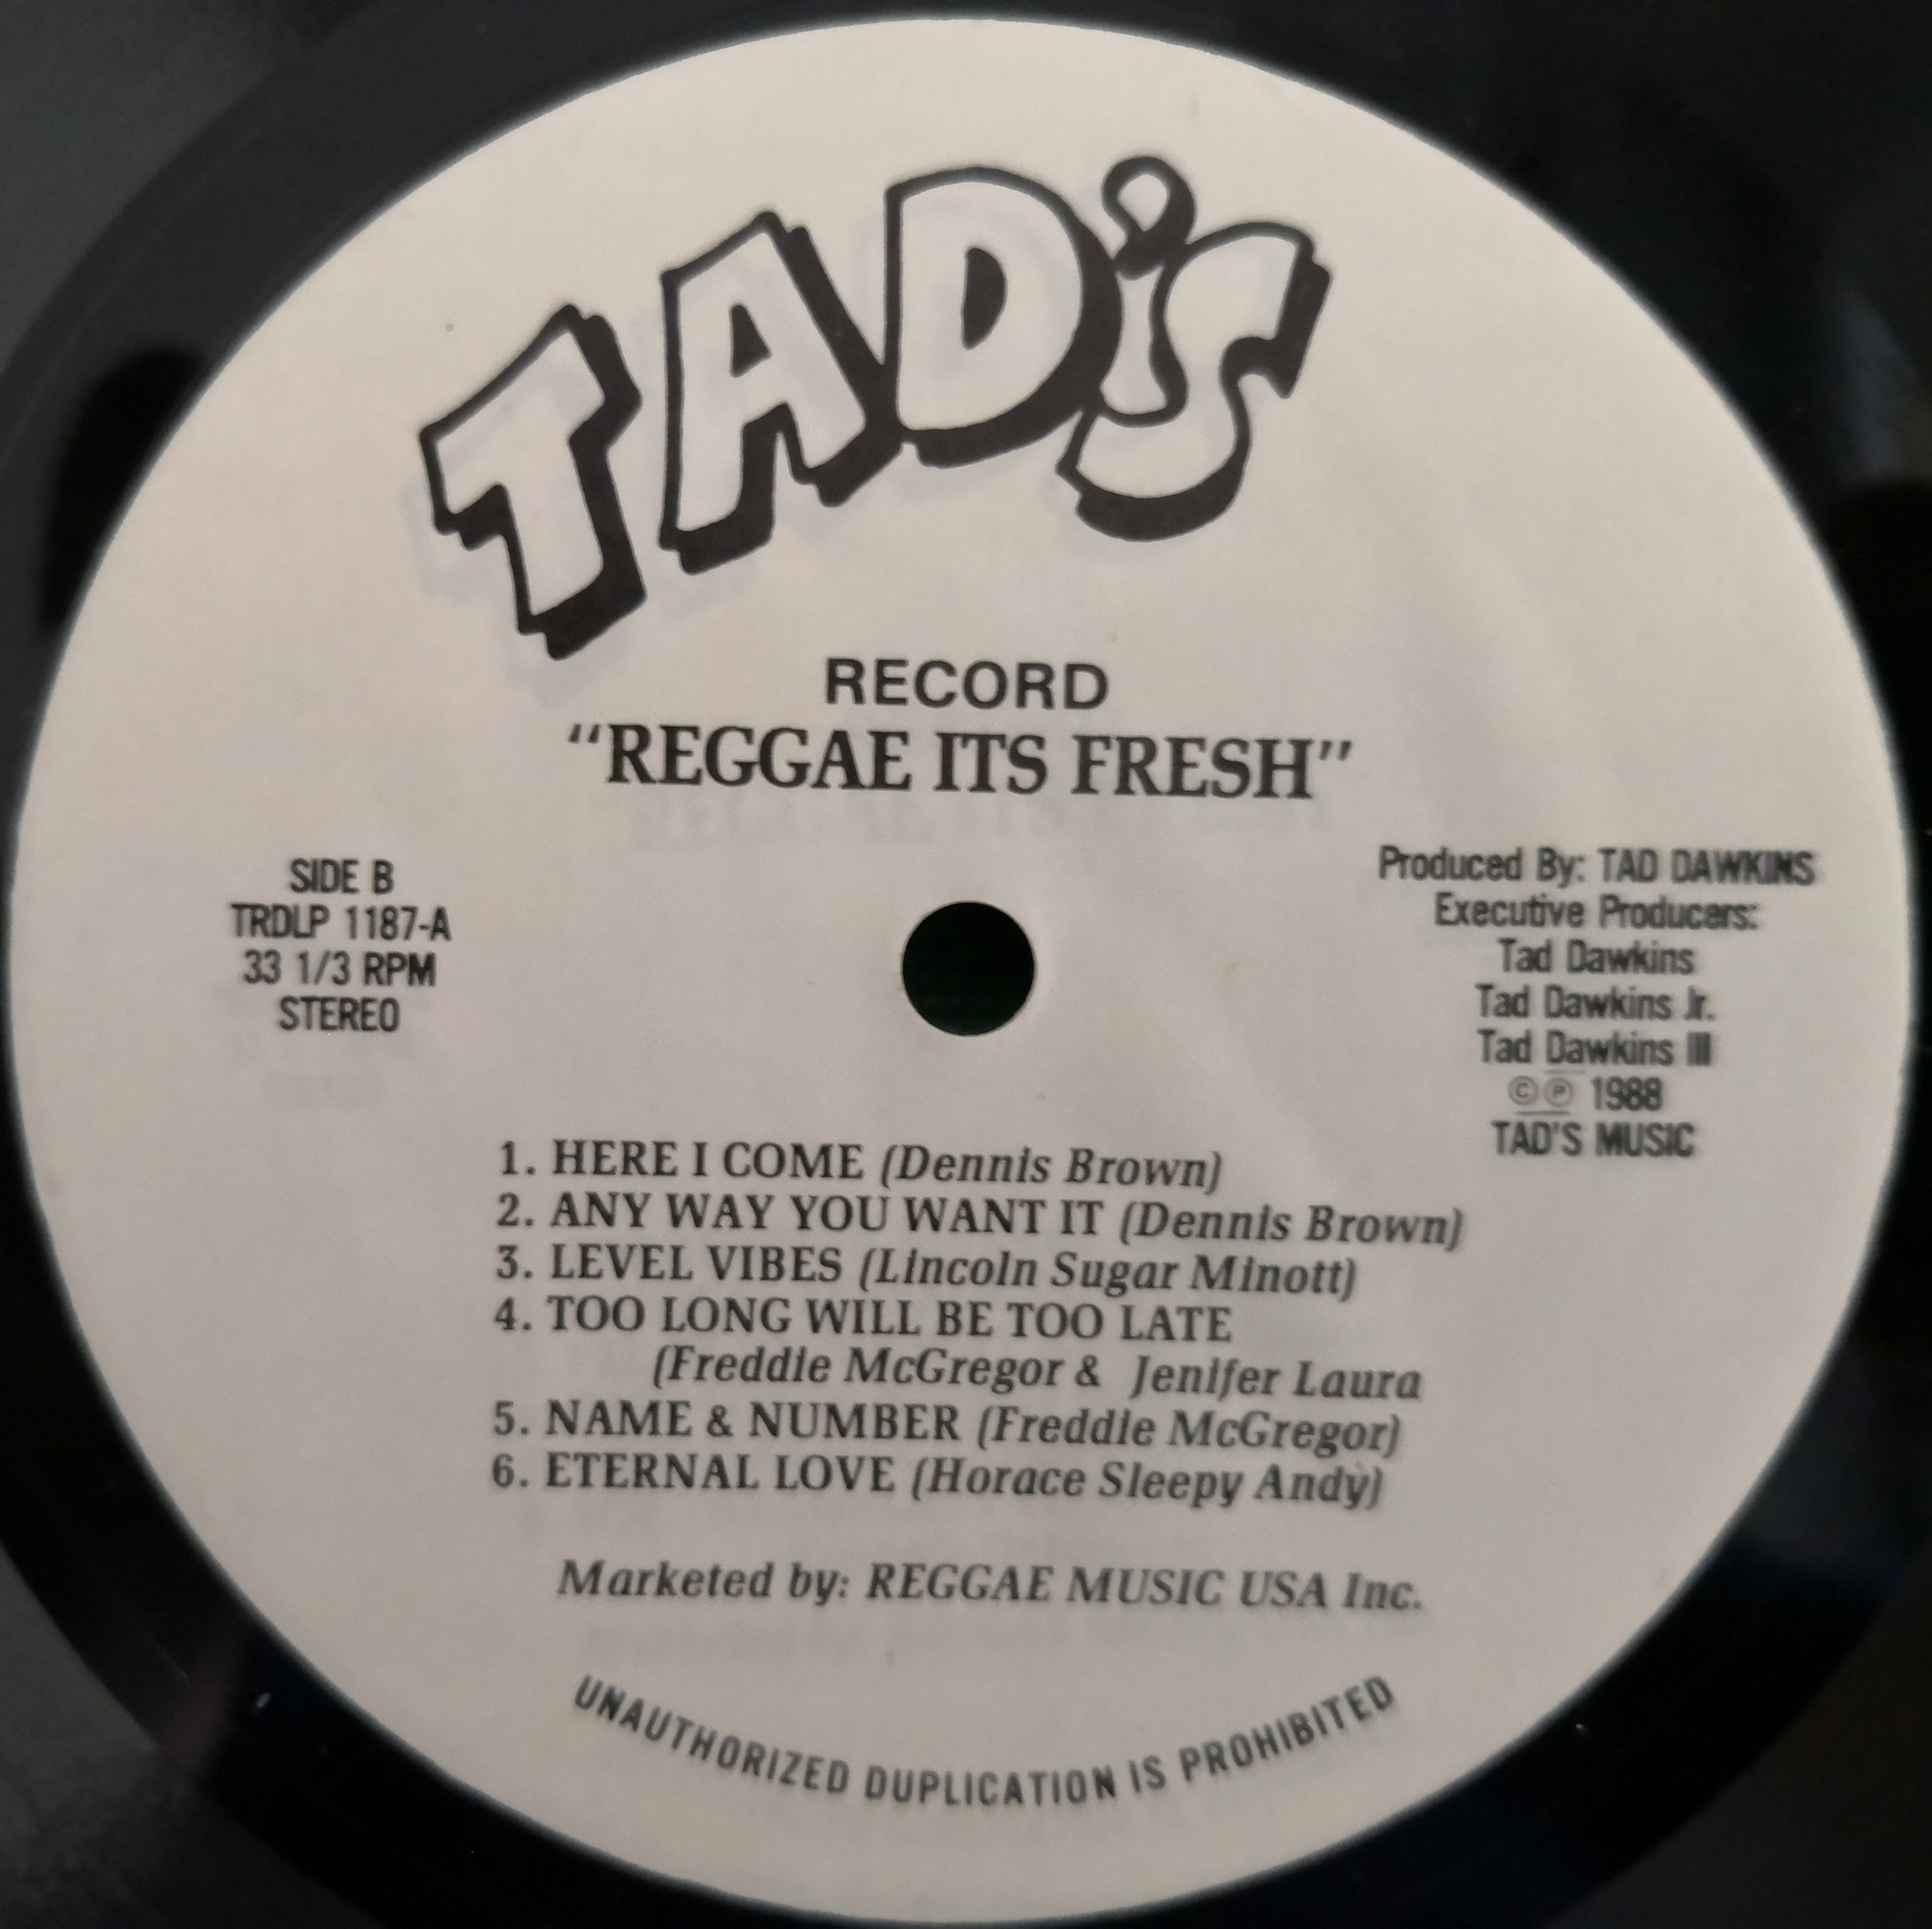 TAD'S
RECORD
"REGGAE ITS FRESH"
SIDE B
TRDLP 1187-A
33 1/3 RPM
STEREO
Produced By: TAD DAWKINS
Executive Producers:
Tad Dawkins
Tad Dawkins Jr.
Tad Dawkins III
©℗ 1988
TAD'S MUSIC
1. HERE I COME (Dennis Brown)
2. ANY WAY YOU WANT IT (Dennis Brown)
3. LEVEL VIBES (Lincoln Sugar Minott)
4. TOO LONG WILL BE TOO LATE
(Freddie McGregor & Jenifer Laura
5. NAME & NUMBER (Freddie McGregor)
6. ETERNAL LOVE (Horace Sleepy Andy)
Marketed by: REGGAE MUSIC USA Inc.
UNAUTHORIZED DUPLICATION IS PROHIBITED